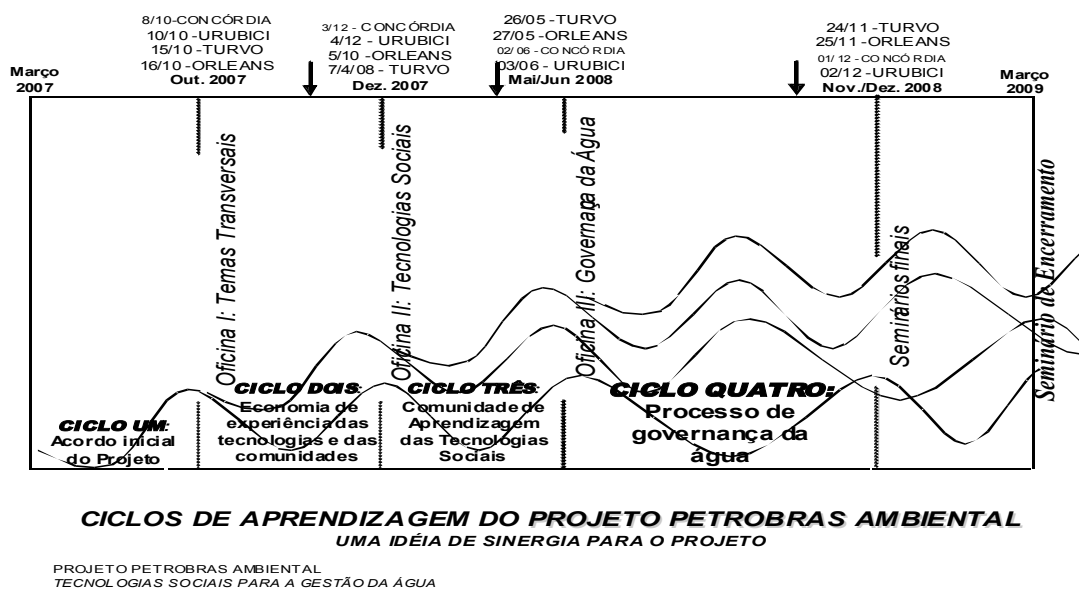 Março
2007
8/10-CONCÓRDIA
10/10 -URUBICI
15/10 -TURVO
16/10 -ORLEANS
Out. 2007
3/12 - CONCÓRDIA
4/12 - URUBICI
5/10 -ORLEANS
7/4/08 - TURVO
Dez. 2007
26/05 -TURVO
27/05 -ORLEANS
02/06 -CONCÓRDIA
03/06 - URUBICI
Mai/Jun 2008
24/11 -TURVO
25/11 -ORLEANS
01/12 -CONCÓRDIA
02/12 -URUBICI
Nov./Dez. 2008
Março
2009
Oficina I: Temas Transversais
Oficina II: Tecnologias Sociais
Oficina III: Governança da Água
Seminários finais
Seminário de Encerramento
CICLO UM:
Acordo inicial
do Projeto
CICLO DOIS:
Economia de
experiência das
tecnologias e das
comunidades
CICLO TRÊS:
Comunidade de
Aprendizagem
das Tecnologias
Sociais
CICLO QUATRO:
Processo de
governança da
água
CICLOS DE APRENDIZAGEM DO PROJETO PETROBRAS AMBIENTAL
UMA IDÉIA DE SINERGIA PARA O PROJETO
PROJETO PETROBRAS AMBIENTAL
TECNOLOGIAS SOCIAIS PARA A GESTÃO DA ÁGUA